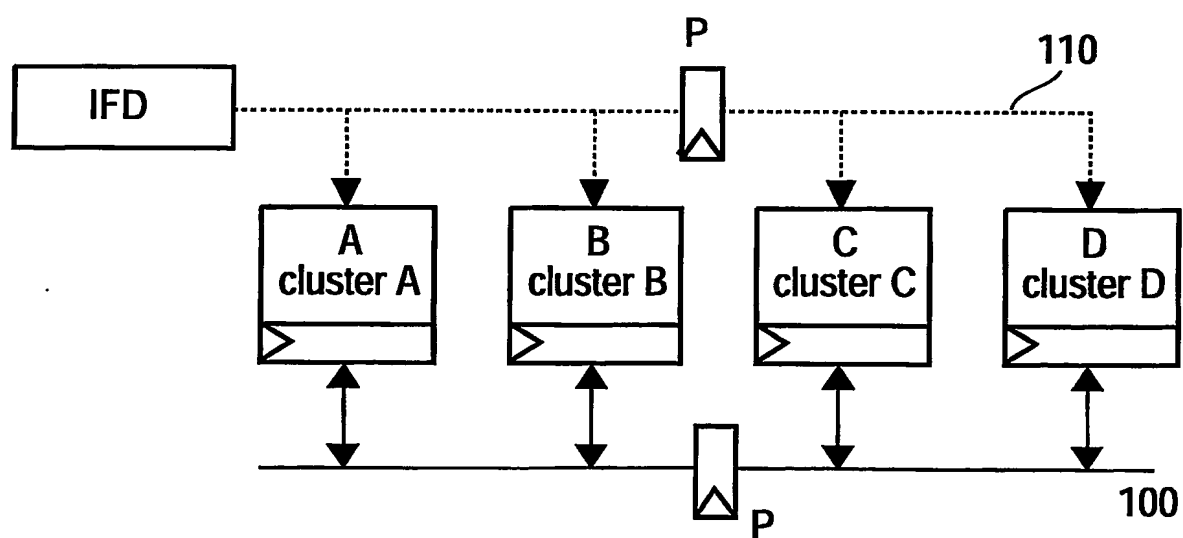 P
110
IFD
A
cluster A
B
cluster B
C
cluster C
D
cluster D
100
P